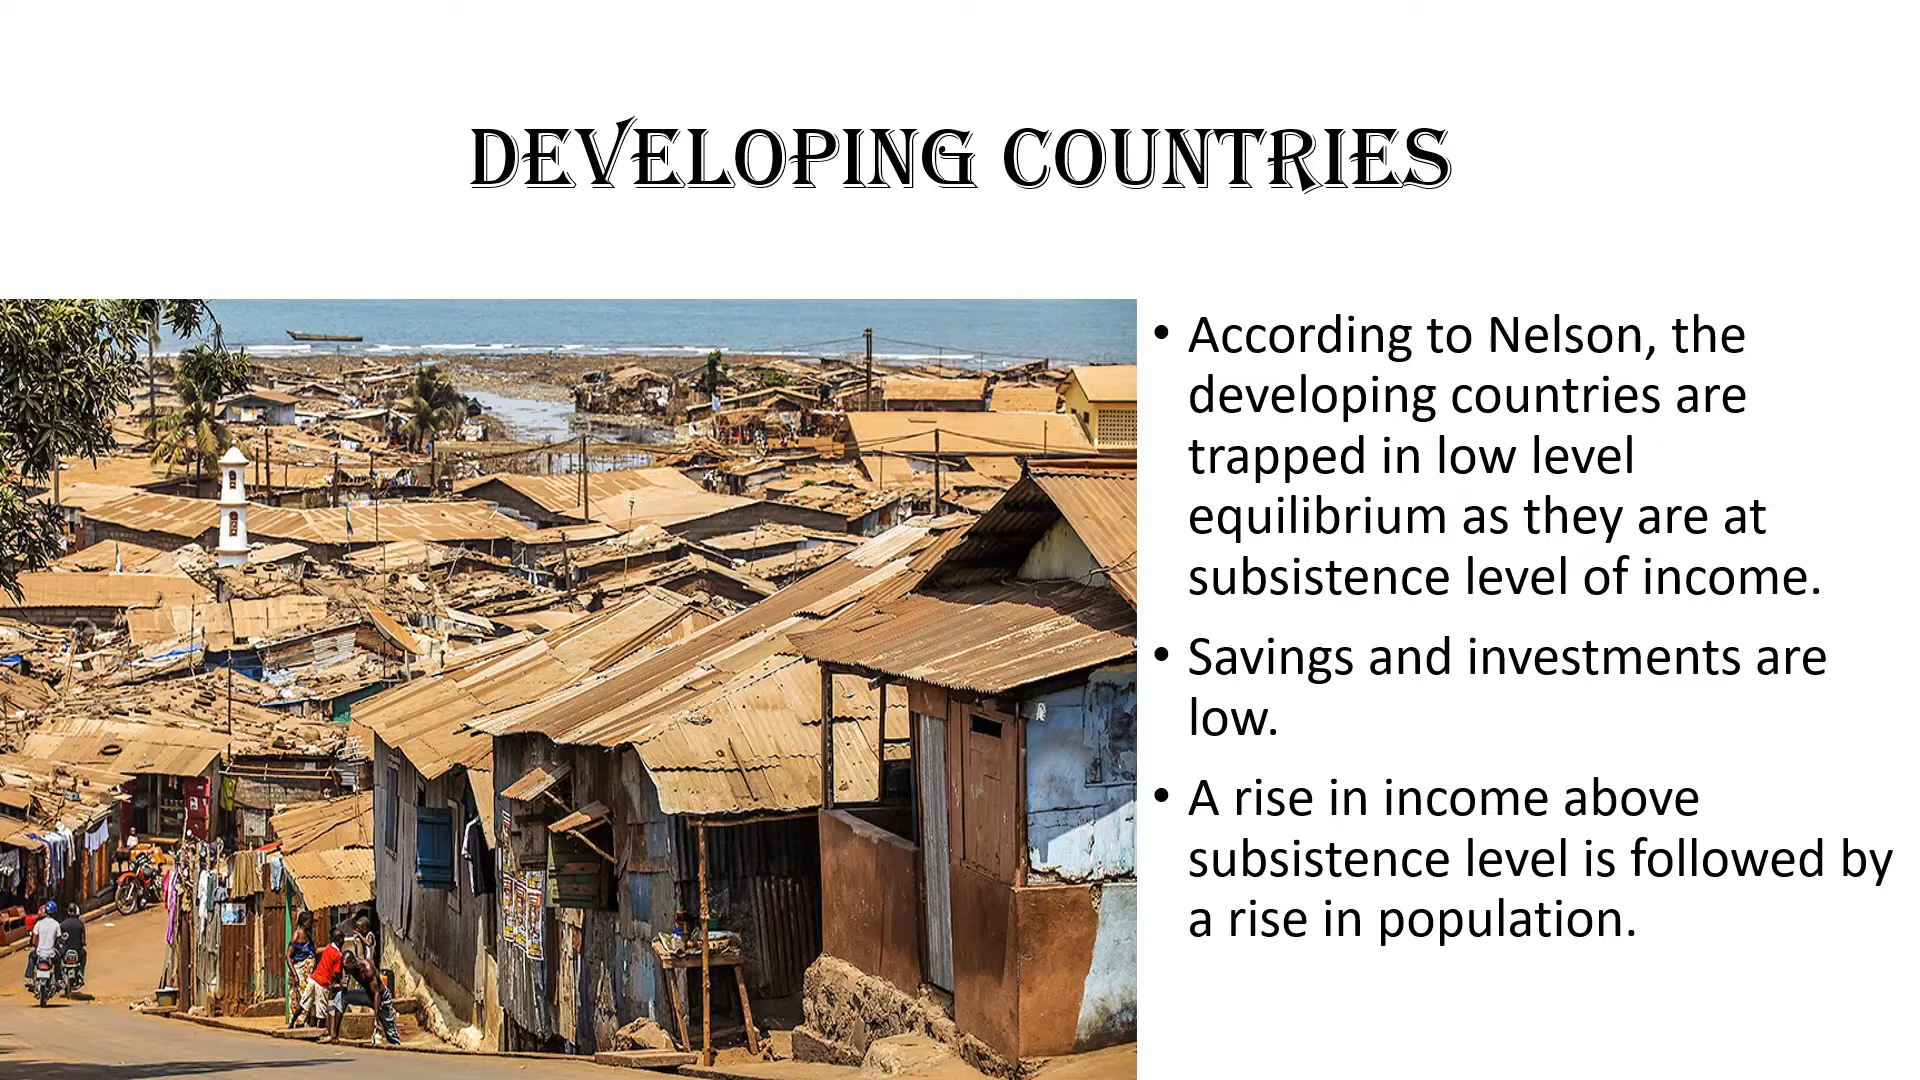 DEVELOPING COUNTRIES
• According to Nelson, the
developing countries are
trapped in low level
equilibrium as they are at
subsistence level of income.
• Savings and investments are
low.
• A rise in income above
subsistence level is followed by
a rise in population.